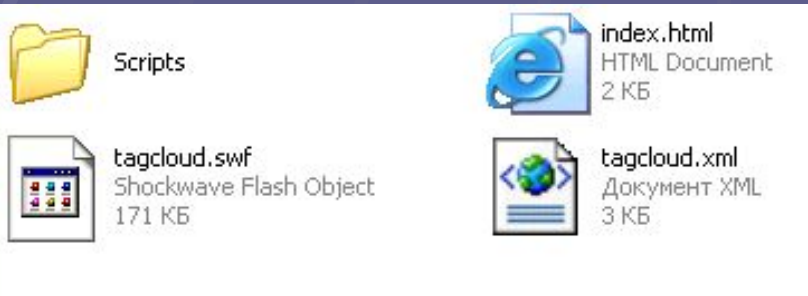 Scripts
index.html
HTML Document
2 КБ
tagcloud.swf
Shockwave Flash Object
171 КБ
tagcloud.xml
Документ XML
3 КБ